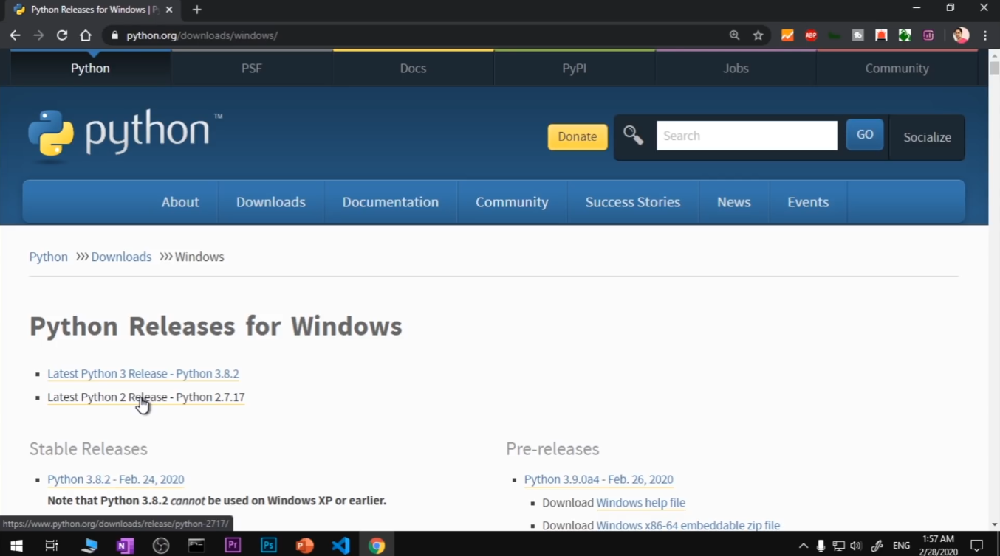 Python Releases for Windows | P
python.org/downloads/windows/
ABP
Python PSF Docs PyPI Jobs Community
python™
Donate Search GO Socialize
About Downloads Documentation Community Success Stories News Events
Python >>> Downloads >>> Windows
Python Releases for Windows
Latest Python 3 Release - Python 3.8.2
Latest Python 2 Release - Python 2.7.17
Stable Releases
Python 3.8.2 - Feb. 24, 2020
Note that Python 3.8.2 cannot be used on Windows XP or earlier.
Pre-releases
Python 3.9.0a4 - Feb. 26, 2020
Download Windows help file
Download Windows x86-64 embeddable zip file
https://www.python.org/downloads/release/python-2717/
N Pr Ps P ENG 1:57 AM
2/28/2020